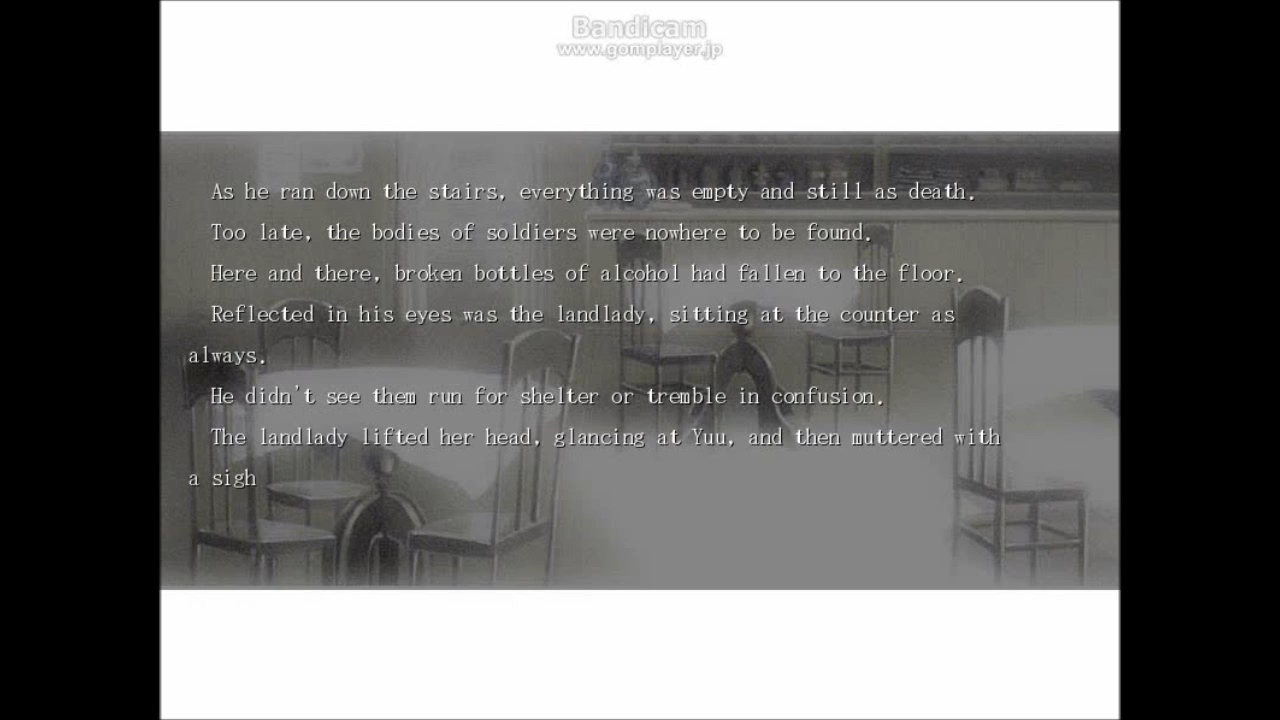 Bandicam
www.gomplayer.jp
As he ran down the stairs, everything was empty and still as death.
Too late, the bodies of soldiers were nowhere to be found.
Here and there, broken bottles of alcohol had fallen to the floor.
Reflected in his eyes was the landlady, sitting at the counter as
always.
He didn't see them run for shelter or tremble in confusion.
The landlady lifted her head, glancing at Yuu, and then muttered with
a sigh